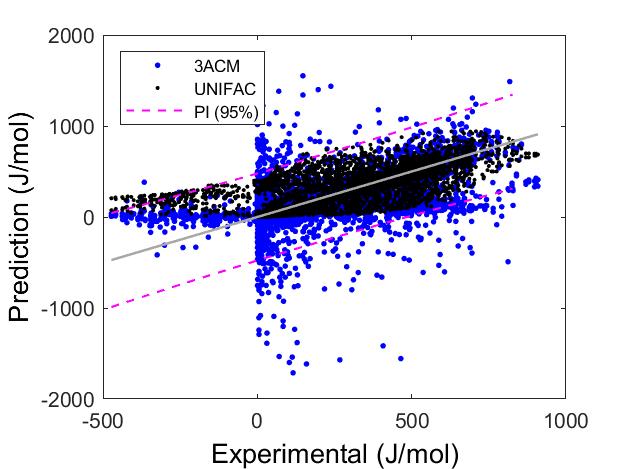 2000
1000
0
-1000
-2000
Prediction (J/mol)
3ACM
UNIFAC
PI (95%)
-500
0
500
1000
Experimental (J/mol)